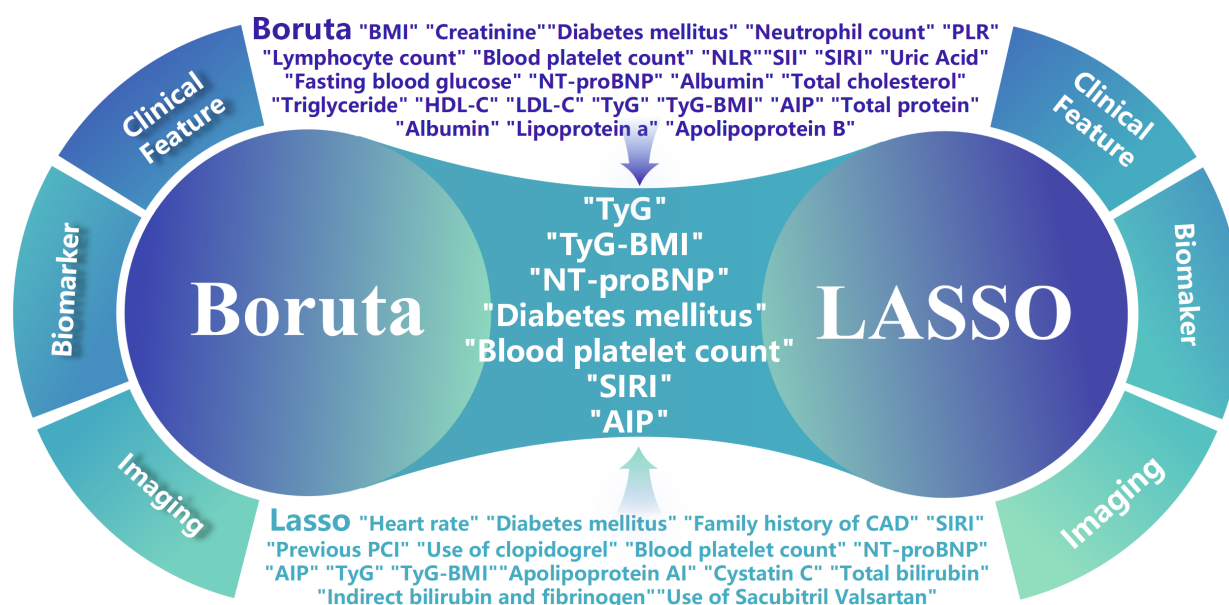 Boruta "BMI" "Creatinine""Diabetes mellitus" "Neutrophil count" "PLR"
"Lymphocyte count" "Blood platelet count" "NLR""SII" "SIRI" "Uric Acid"
"Fasting blood glucose" "NT-proBNP" "Albumin" "Total cholesterol"
"Triglyceride" "HDL-C" "LDL-C" "TyG" "TyG-BMI" "AIP" "Total protein"
"Albumin" "Lipoprotein a" "Apolipoprotein B"
Clinical
Feature
Biomarker
Imaging
Boruta
"TyG"
"TyG-BMI"
"NT-proBNP"
"Diabetes mellitus"
"Blood platelet count"
"SIRI"
"AIP"
LASSO
Clinical
Feature
Biomaker
Imaging
Lasso "Heart rate" "Diabetes mellitus" "Family history of CAD" "SIRI"
"Previous PCI" "Use of clopidogrel" "Blood platelet count" "NT-proBNP"
"AIP" "TyG" "TyG-BMI""Apolipoprotein AI" "Cystatin C" "Total bilirubin"
"Indirect bilirubin and fibrinogen""Use of Sacubitril Valsartan"